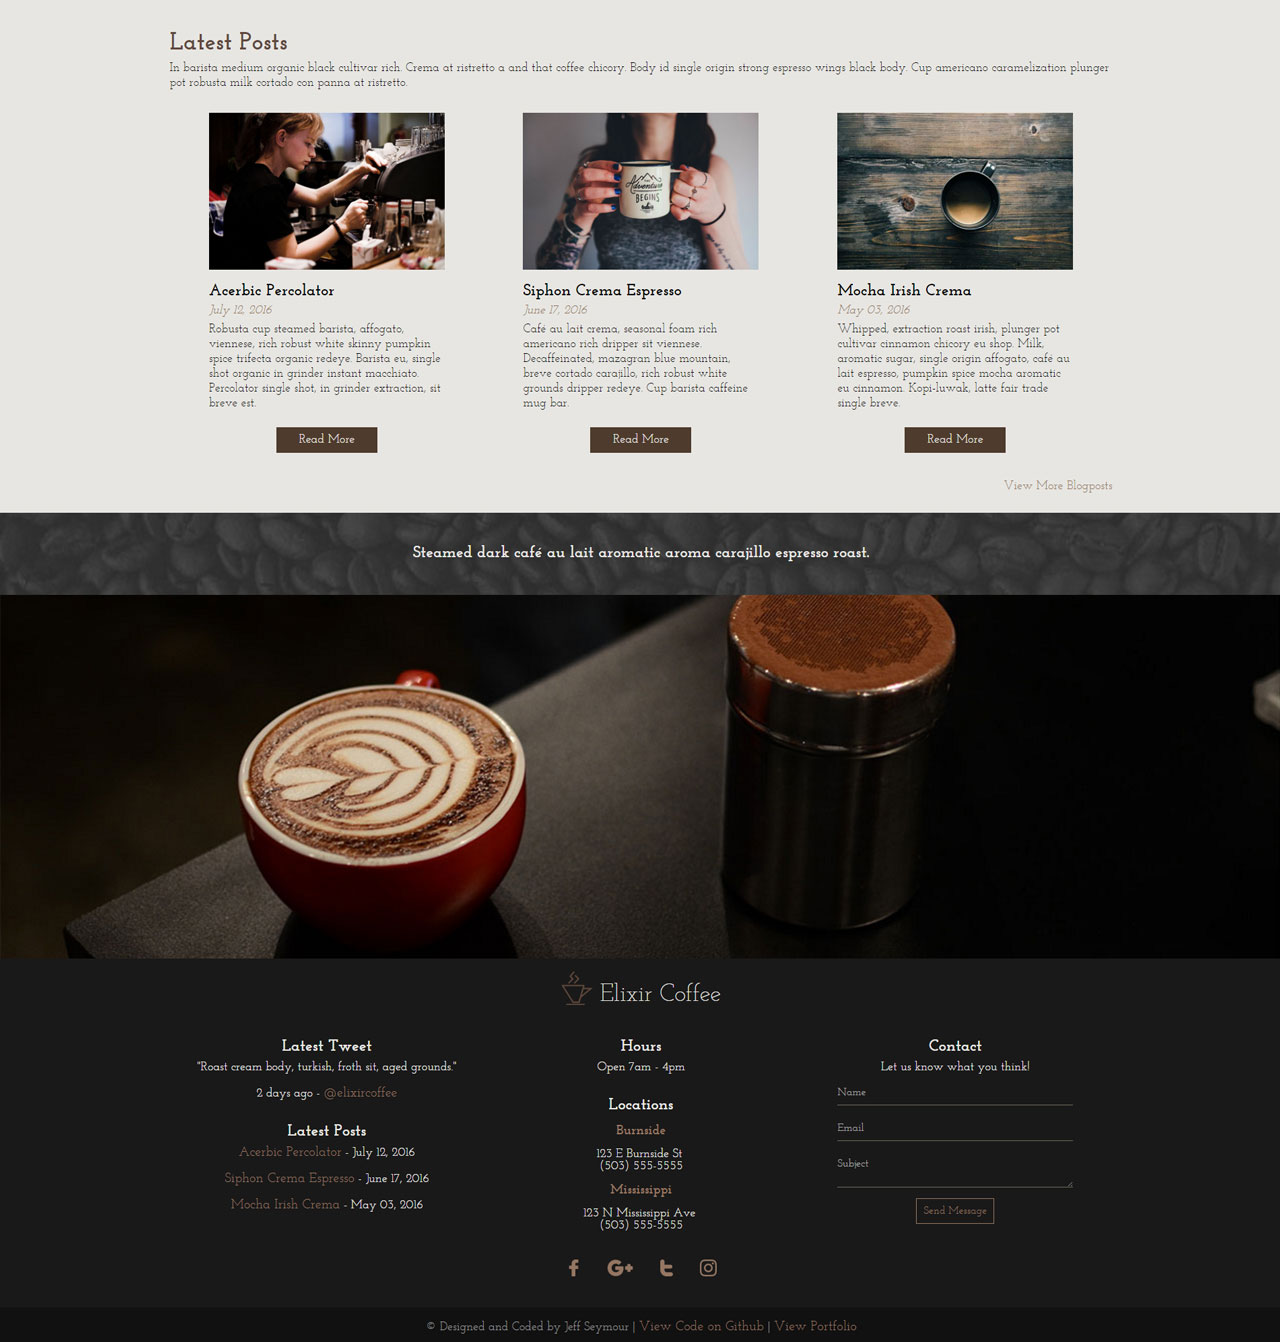 Latest Posts
In barista medium organic black cultivar rich. Crema at ristretto a and that coffee chicory. Body id single origin strong espresso wings black body. Cup americano caramelization plunger
pot robusta milk cortado con panna at ristretto.
THE
Adventure
BEGINS
Acerbic Percolator
July 12, 2016
Robusta cup steamed barista, affogato,
viennese, rich robust white skinny pumpkin
spice trifecta organic redeye. Barista eu, single
shot organic in grinder instant macchiato.
Percolator single shot, in grinder extraction, sit
breve est.
Read More
Siphon Crema Espresso
June 17, 2016
Café au lait crema, seasonal foam rich
americano rich dripper sit viennese.
Decaffeinated, mazagran blue mountain,
breve cortado carajillo, rich robust white
grounds dripper redeye. Cup barista caffeine
mug bar.
Read More
Mocha Irish Crema
May 03, 2016
Whipped, extraction roast irish, plunger pot
cultivar cinnamon chicory eu shop. Milk,
aromatic sugar, single origin affogato, café au
lait espresso, pumpkin spice mocha aromatic
eu cinnamon. Kopi-luwak, latte fair trade
single breve.
Read More
View More Blogposts
Steamed dark café au lait aromatic aroma carajillo espresso roast.
Elixir Coffee
Latest Tweet
"Roast cream body, turkish, froth sit, aged grounds."
2 days ago - @elixircoffee
Latest Posts
Acerbic Percolator - July 12, 2016
Siphon Crema Espresso - June 17, 2016
Mocha Irish Crema - May 03, 2016
Hours
Open 7am - 4pm
Locations
Burnside
123 E Burnside St
(503) 555-5555
Mississippi
123 N Mississippi Ave
(503) 555-5555
Contact
Let us know what you think!
Name
Email
Subject
Send Message
© Designed and Coded by Jeff Seymour | View Code on Github | View Portfolio